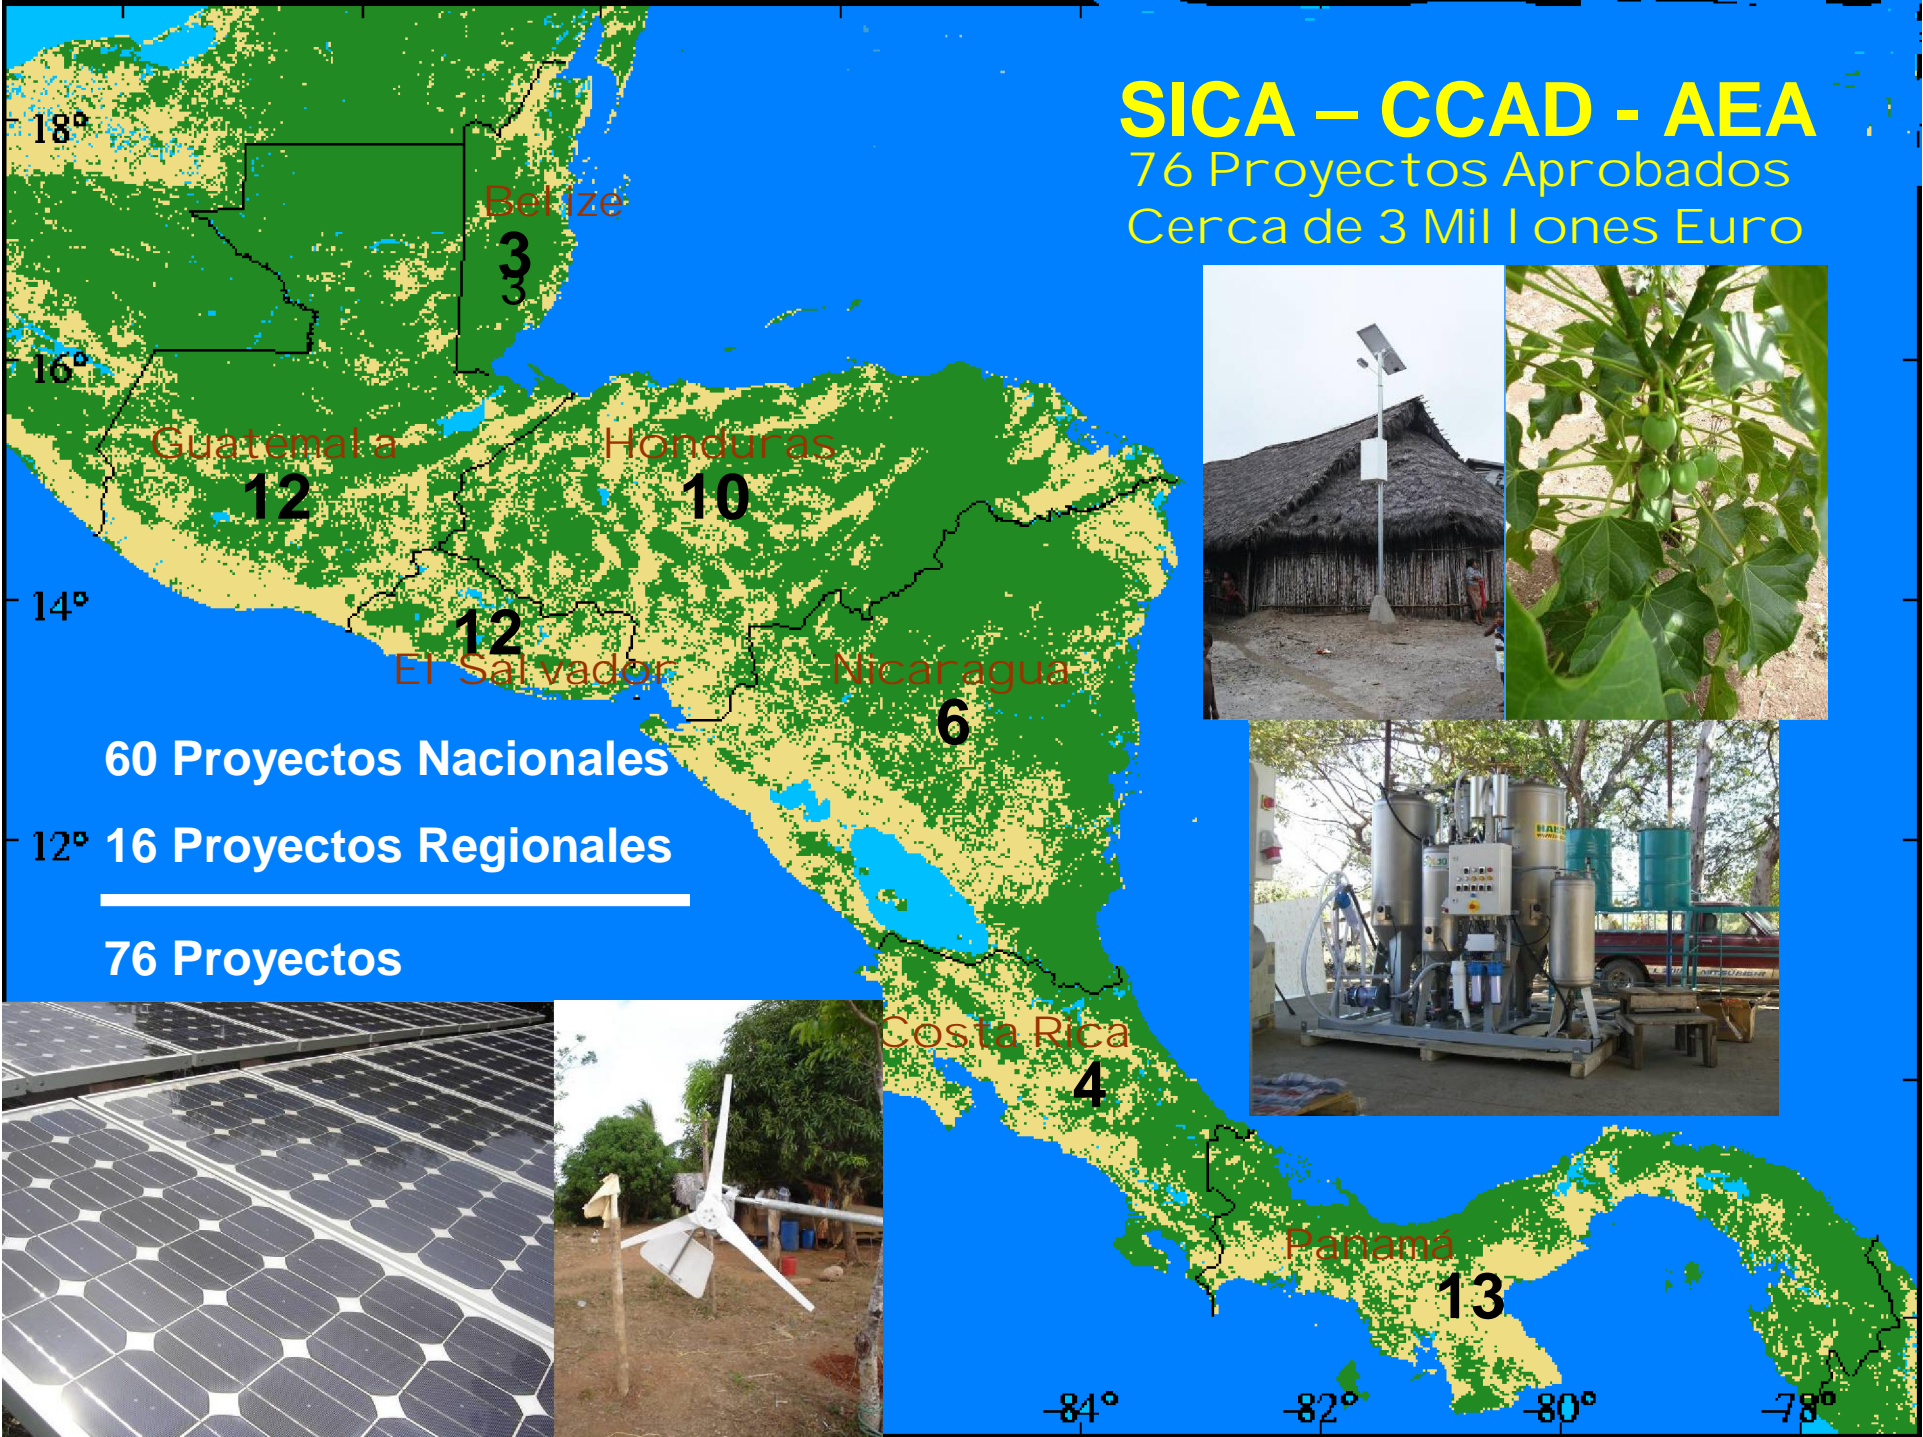 SICA – CCAD - AEA
76 Proyectos Aprobados
Cerca de 3 Millones Euro
18°
Belize
3
3
16°
Guatemala
12
Honduras
10
14°
12
El Salvador
Nicaragua
6
60 Proyectos Nacionales
12°
16 Proyectos Regionales
76 Proyectos
MITSUBISHI
Costa Rica
4
Panamá
13
-84°
-82°
-80°
-78°